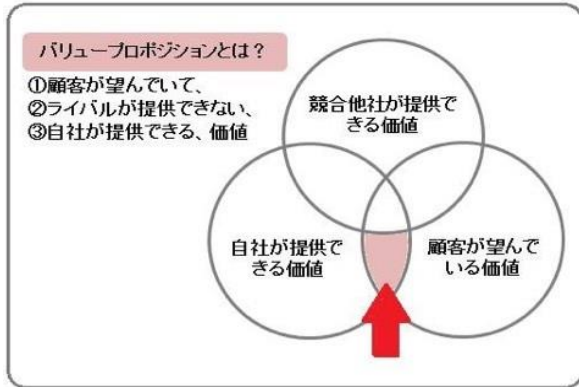 バリュープロポジションとは？
①顧客が望んでいて、
②ライバルが提供できない、
③自社が提供できる、価値
競合他社が提供で
きる価値
自社が提供で
きる価値
顧客が望んで
いる価値